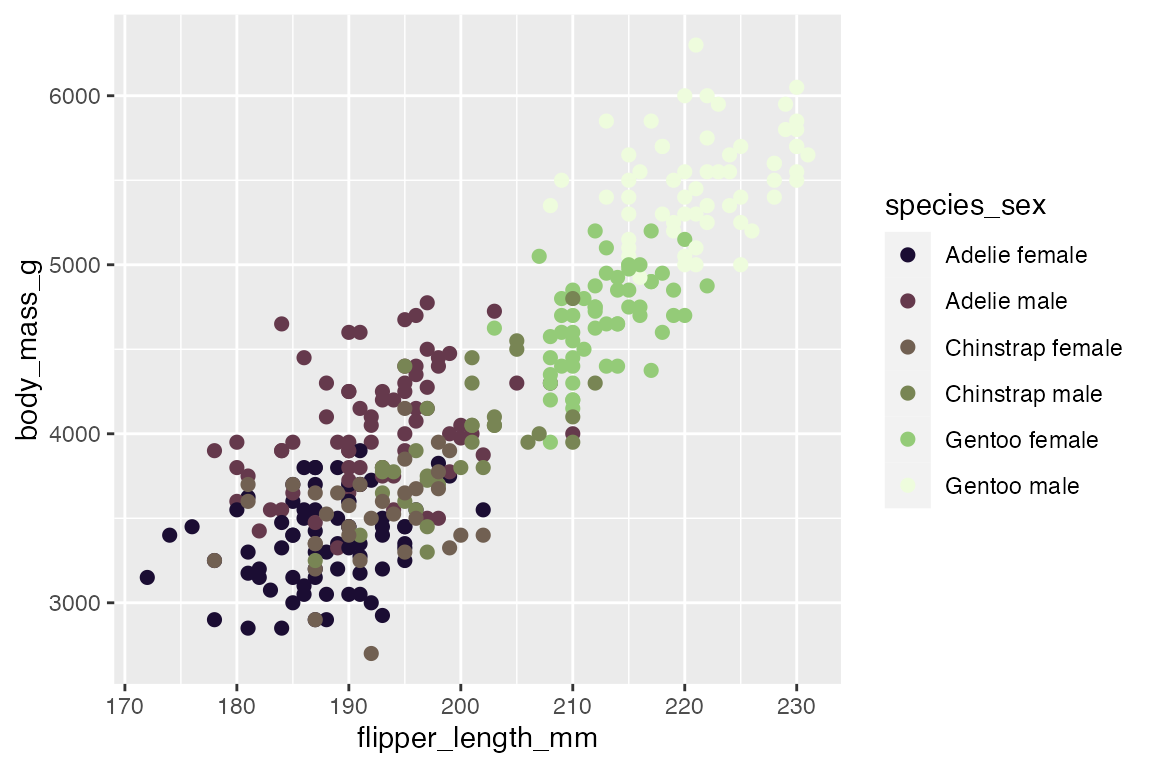 6000
5000
4000
3000
body_mass_g
170 180 190 200 210 220 230
flipper_length_mm
species_sex
Adelie female
Adelie male
Chinstrap female
Chinstrap male
Gentoo female
Gentoo male